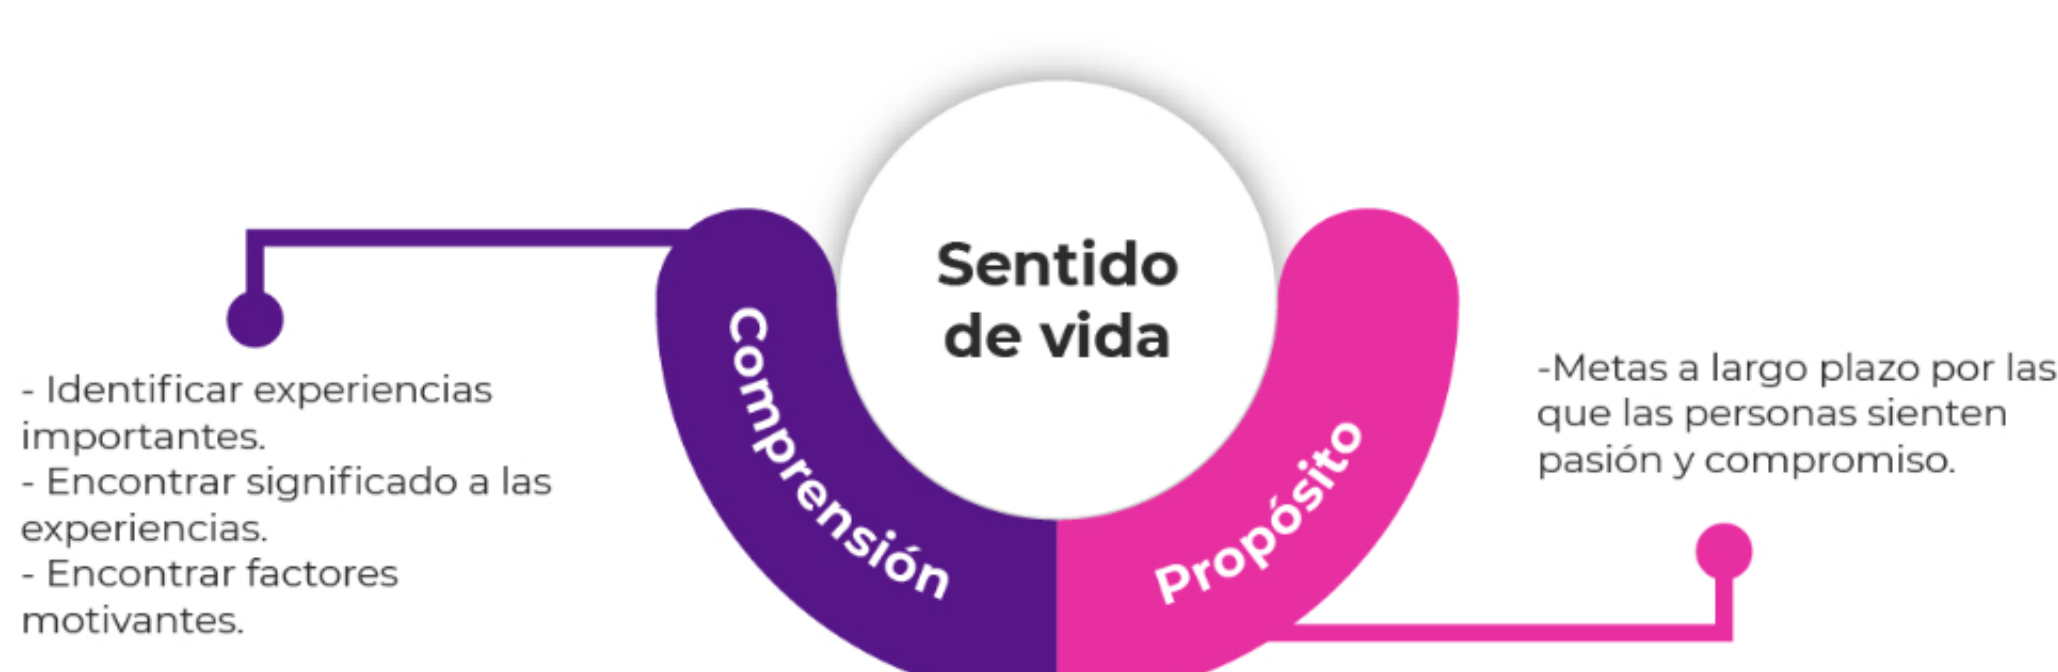 Sentido
de vida
Comprensión
Propósito
- Identificar experiencias
importantes.
- Encontrar significado a las
experiencias.
- Encontrar factores
motivantes.
-Metas a largo plazo por las
que las personas sienten
pasión y compromiso.